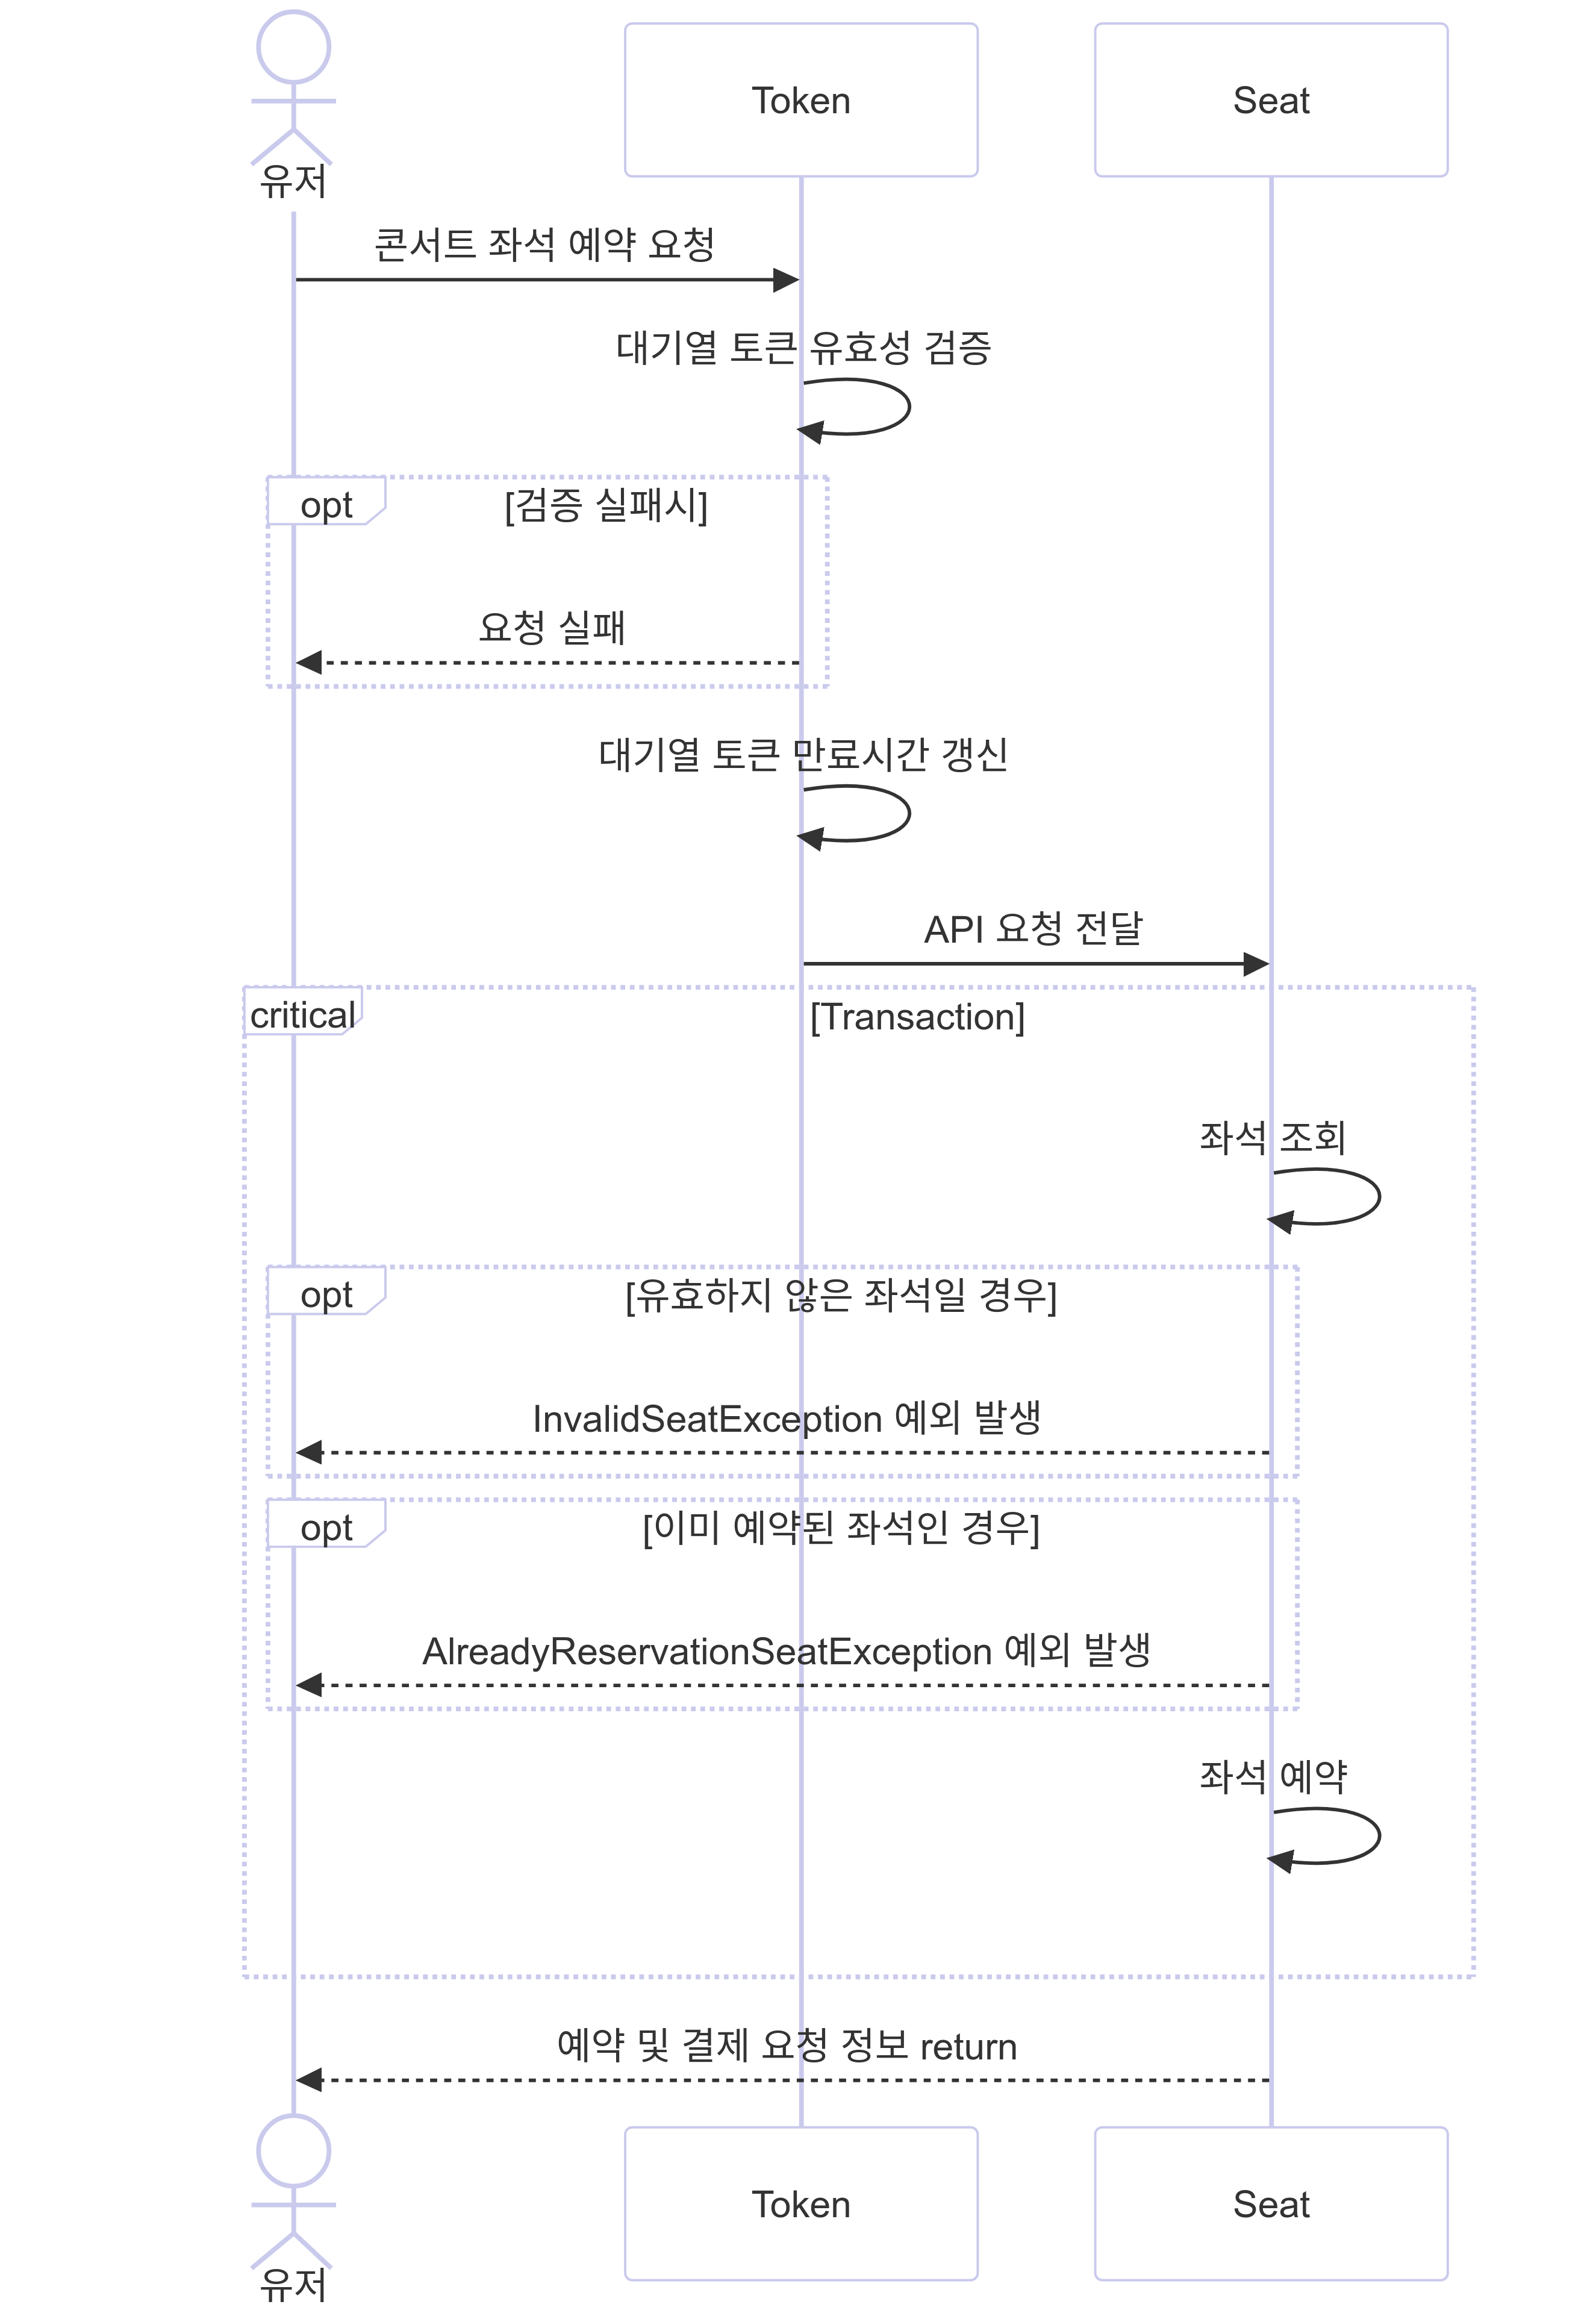 유저
Token
Seat
콘서트 좌석 예약 요청
대기열 토큰 유효성 검증
opt
[검증 실패시]
요청 실패
대기열 토큰 만료시간 갱신
API 요청 전달
critical
[Transaction]
좌석 조회
opt
[유효하지 않은 좌석일 경우]
InvalidSeatException 예외 발생
opt
[이미 예약된 좌석인 경우]
AlreadyReservationSeatException 예외 발생
좌석 예약
예약 및 결제 요청 정보 return
유저
Token
Seat